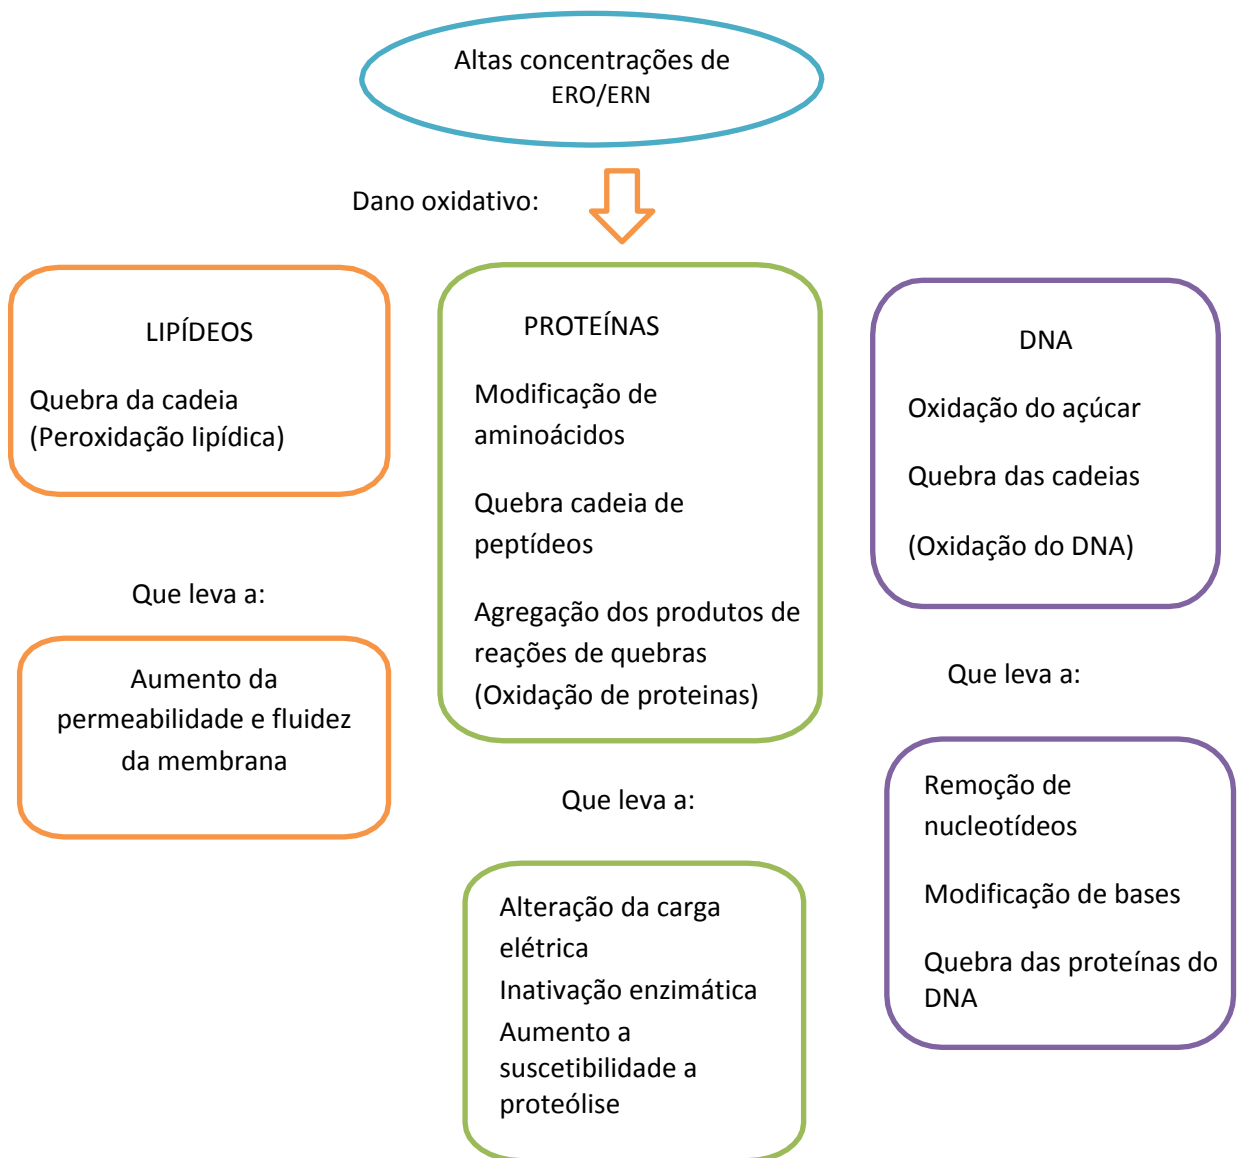 Altas concentrações de
ERO/ERN
Dano oxidativo:
LIPÍDEOS
Quebra da cadeia
(Peroxidação lipídica)
Que leva a:
Aumento da
permeabilidade e fluidez
da membrana
PROTEÍNAS
Modificação de
aminoácidos
Quebra cadeia de
peptídeos
Agregação dos produtos de
reações de quebras
(Oxidação de proteinas)
Que leva a:
Alteração da carga
elétrica
Inativação enzimática
Aumento a
suscetibilidade a
proteólise
DNA
Oxidação do açúcar
Quebra das cadeias
(Oxidação do DNA)
Que leva a:
Remoção de
nucleotídeos
Modificação de bases
Quebra das proteínas do
DNA